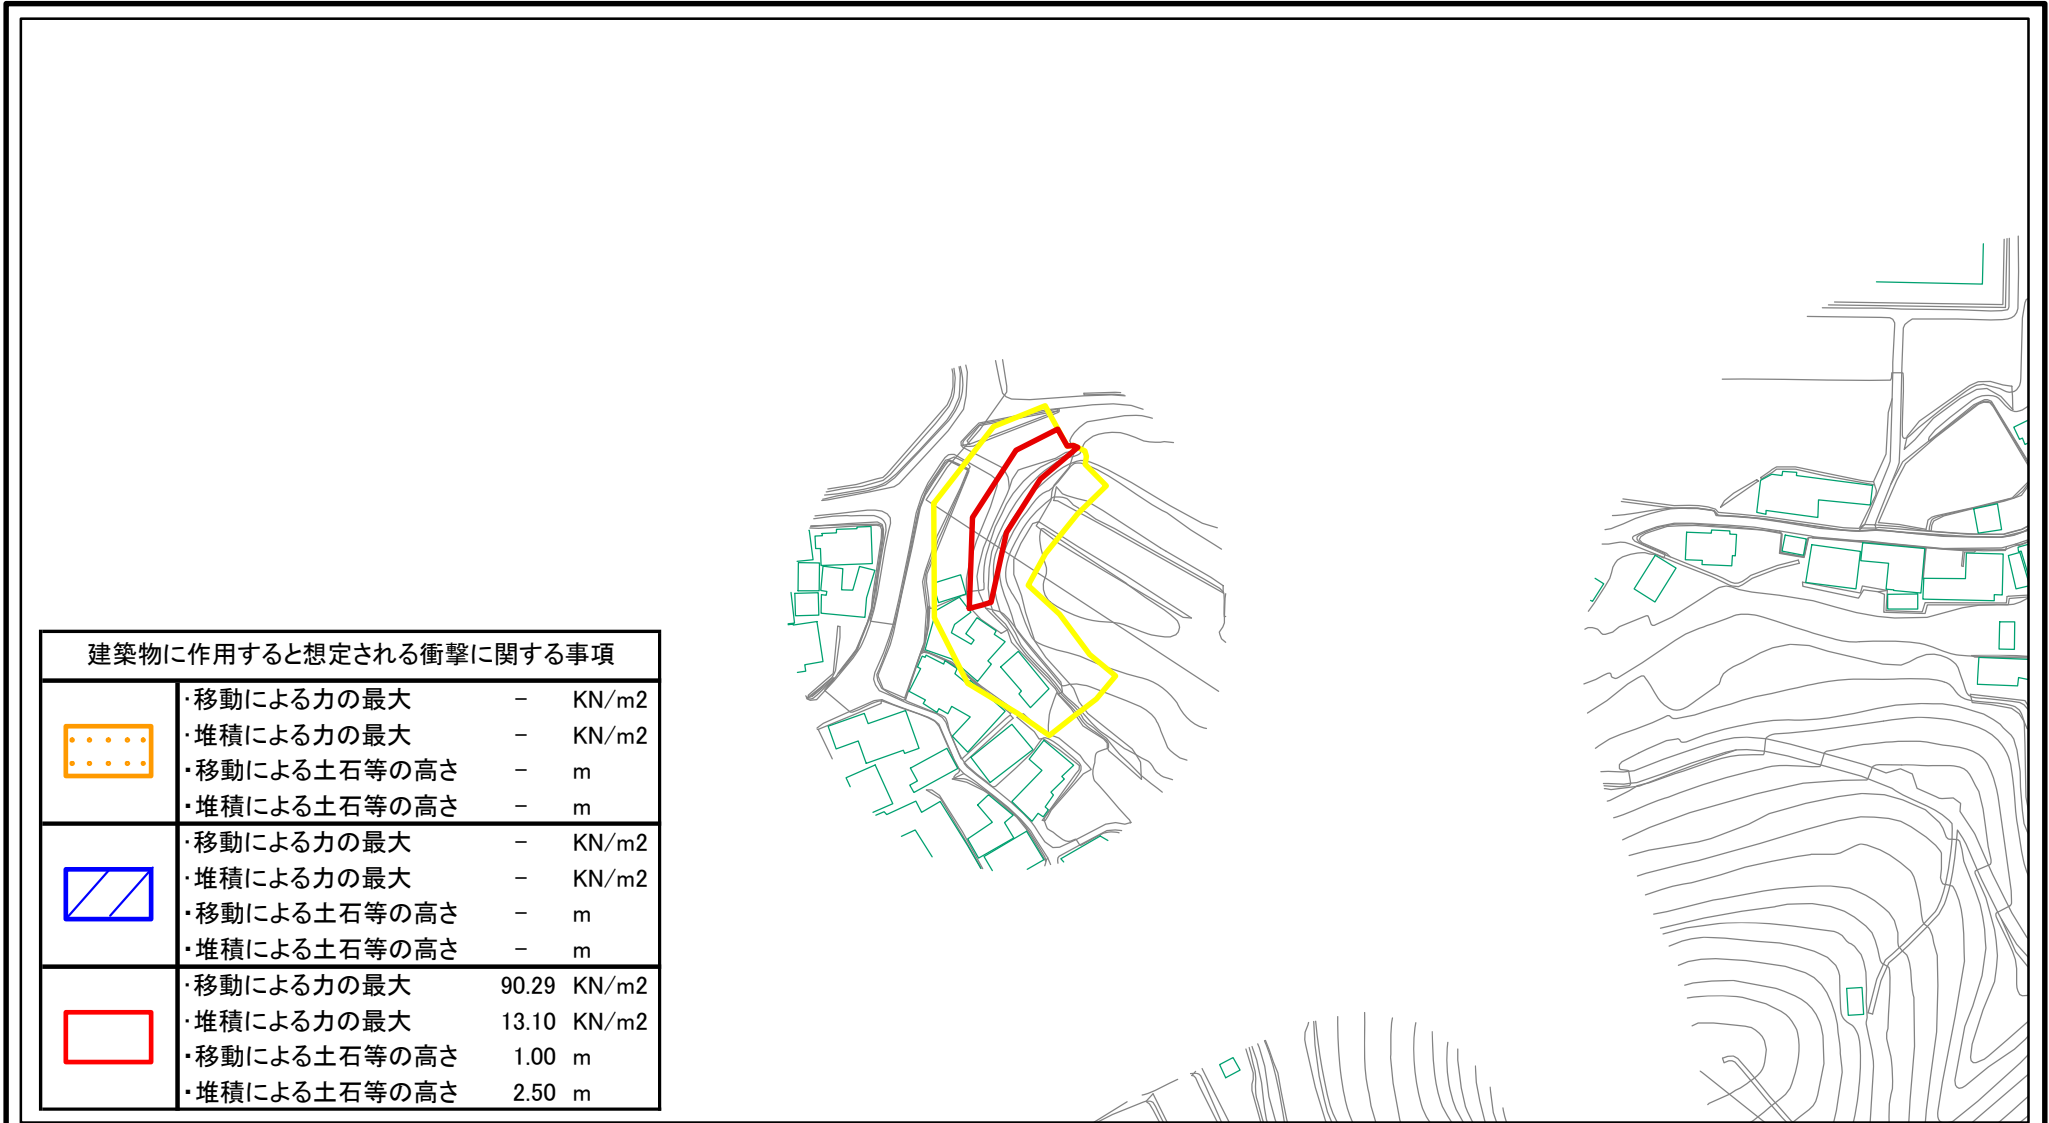 建築物に作用すると想定される衝撃に関する事項
・移動による力の最大 － KN/m2
・堆積による力の最大 － KN/m2
・移動による土石等の高さ － m
・堆積による土石等の高さ － m
・移動による力の最大 － KN/m2
・堆積による力の最大 － KN/m2
・移動による土石等の高さ － m
・堆積による土石等の高さ － m
・移動による力の最大 90.29 KN/m2
・堆積による力の最大 13.10 KN/m2
・移動による土石等の高さ 1.00 m
・堆積による土石等の高さ 2.50 m